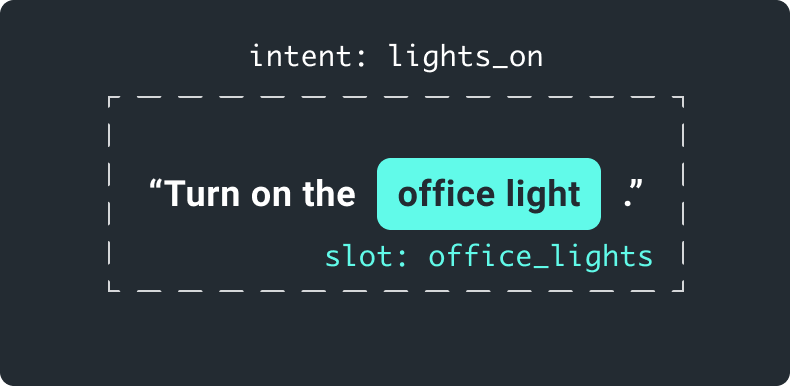 intent: lights_on
“Turn on the office light .”
slot: office_lights